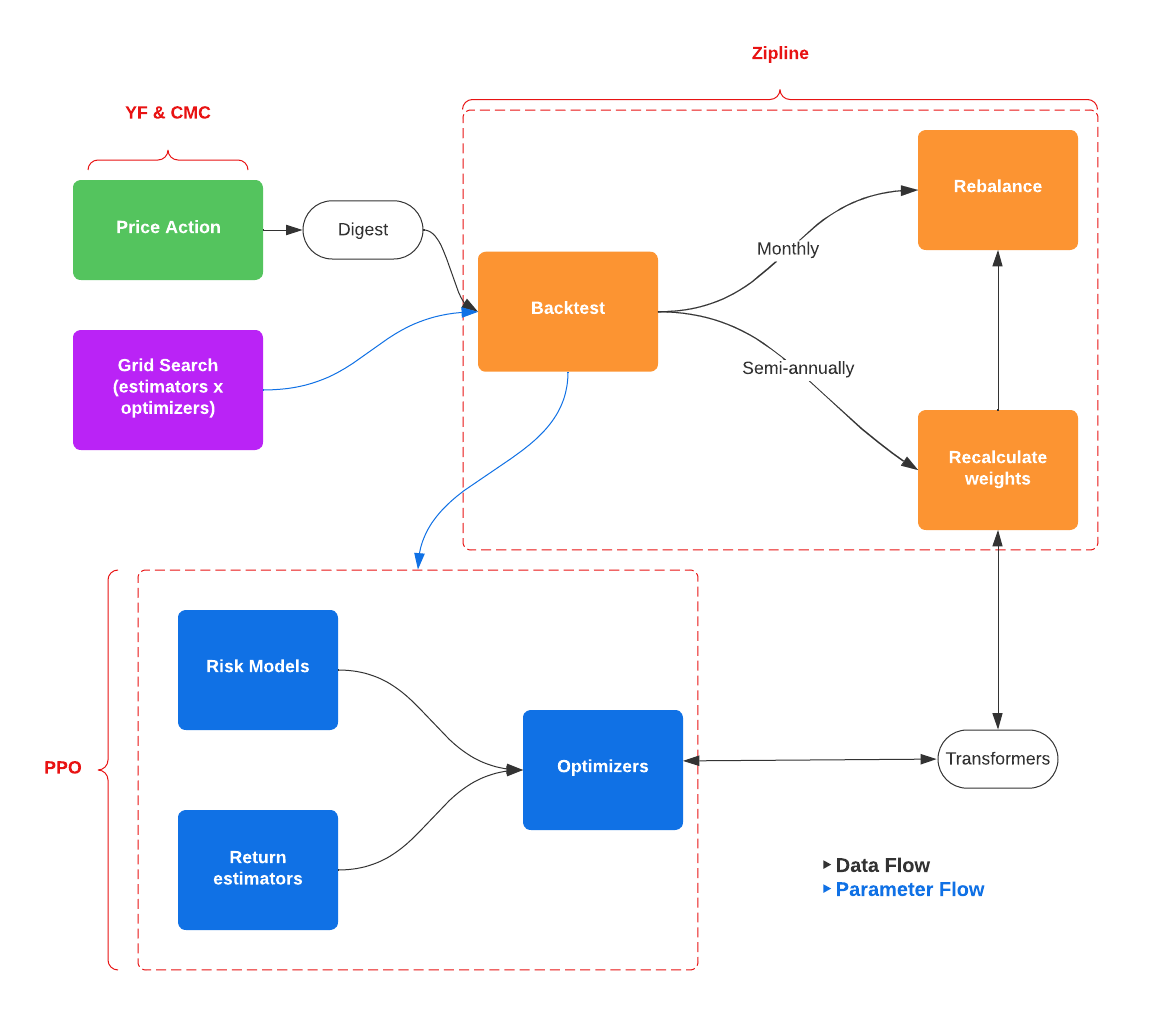 Zipline
YF & CMC
Price Action
Digest
Rebalance
Monthly
Backtest
Grid Search
(estimators x
optimizers)
Semi-annually
Recalculate
weights
Risk Models
PPO
Optimizers
Transformers
Return
estimators
Data Flow
Parameter Flow